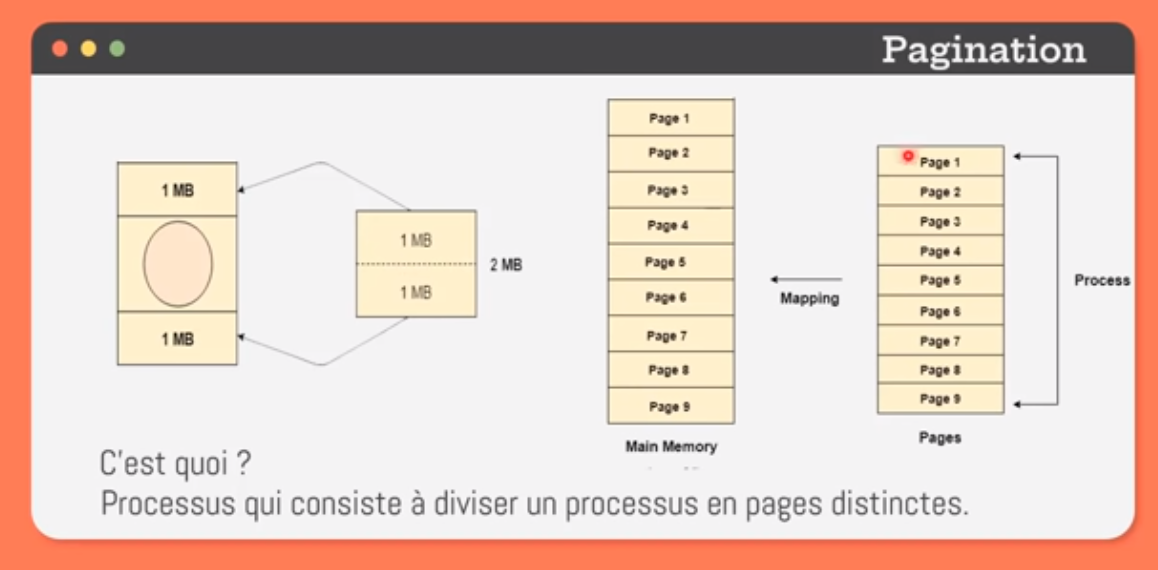 Pagination
1 MB
1 MB
1 MB
1 MB
2 MB
Page 1
Page 2
Page 3
Page 4
Page 5
Page 6
Page 7
Page 8
Page 9
Main Memory
Mapping
Page 1
Page 2
Page 3
Page 4
Page 5
Page 6
Page 7
Page 8
Page 9
Pages
Process
C'est quoi ?
Processus qui consiste à diviser un processus en pages distinctes.